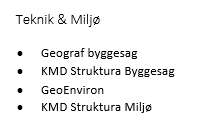 Teknik & Miljø
• Geograf byggesag
• KMD Struktura Byggesag
• GeoEnviron
• KMD Struktura Miljø